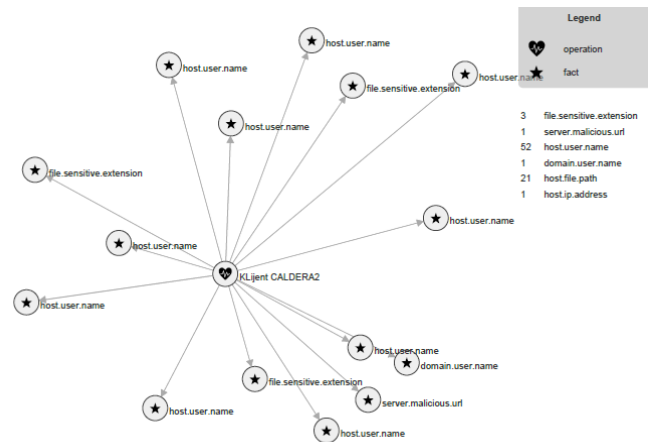 Legend
operation
fact
3 file.sensitive.extension
1 server.malicious.url
52 host.user.name
1 domain.user.name
21 host.file.path
1 host.ip.address
host.user.name
host.user.name
host.user.name
file.sensitive.extension
host.user.name
file.sensitive.extension
host.user.name
host.user.name
KLijent CALDERA2
host.user.name
host.user.name
domain.user.name
file.sensitive.extension
server.malicious.url
host.user.name
host.user.name